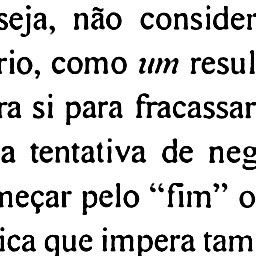 seja, não consider
rio, como um resul
ra si para fracassar
a tentativa de neg
meçar pelo “fim” o
ica que impera tam